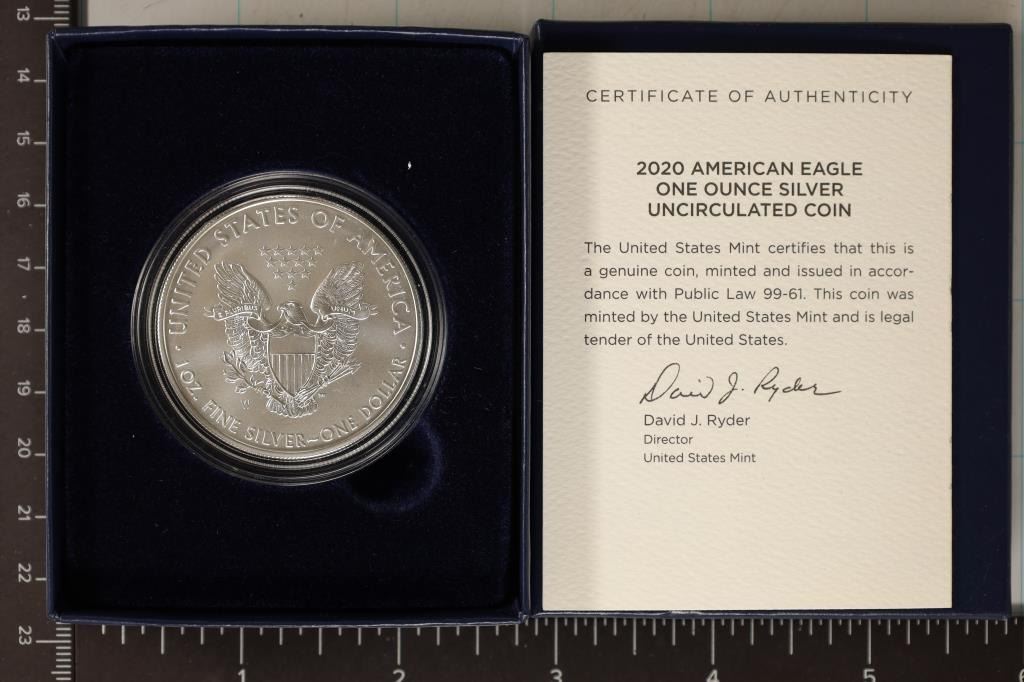 UNITED STATES OF AMERICA
E PLURIBUS UNUM
1 OZ. FINE SILVER~ONE DOLLAR
CERTIFICATE OF AUTHENTICITY
2020 AMERICAN EAGLE
ONE OUNCE SILVER
UNCIRCULATED COIN
The United States Mint certifies that this is
a genuine coin, minted and issued in accor-
dance with Public Law 99-61. This coin was
minted by the United States Mint and is legal
tender of the United States.
David J. Ryder
David J. Ryder
Director
United States Mint
13
14
15
16
17
18
19
20
21
22
23
1
2
3
4
5
6